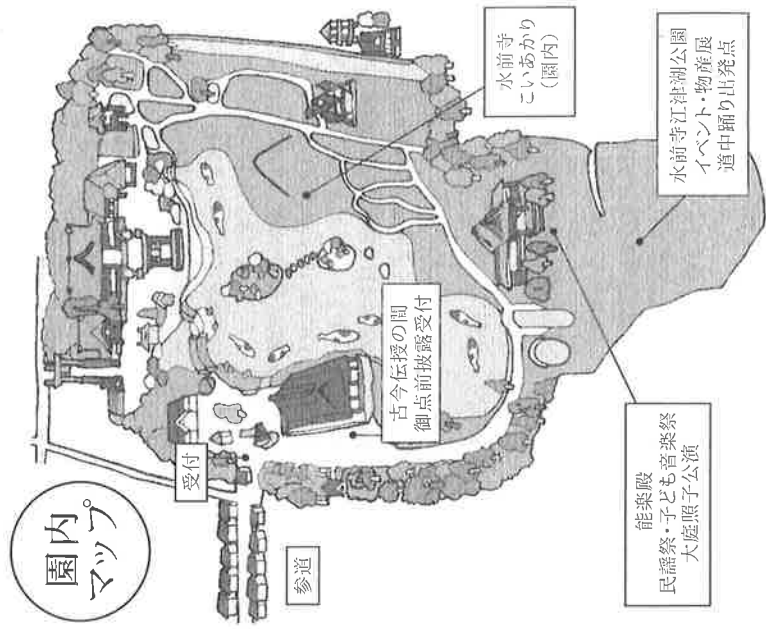 園内
マップ
参道
受付
古今伝授の間
御点前披露受付
水前寺
こいあかり
(園内)
能楽殿
民謡祭・子ども音楽祭
大庭照子公演
水前寺江津湖公園
イベント・物産展
道中踊り出発点